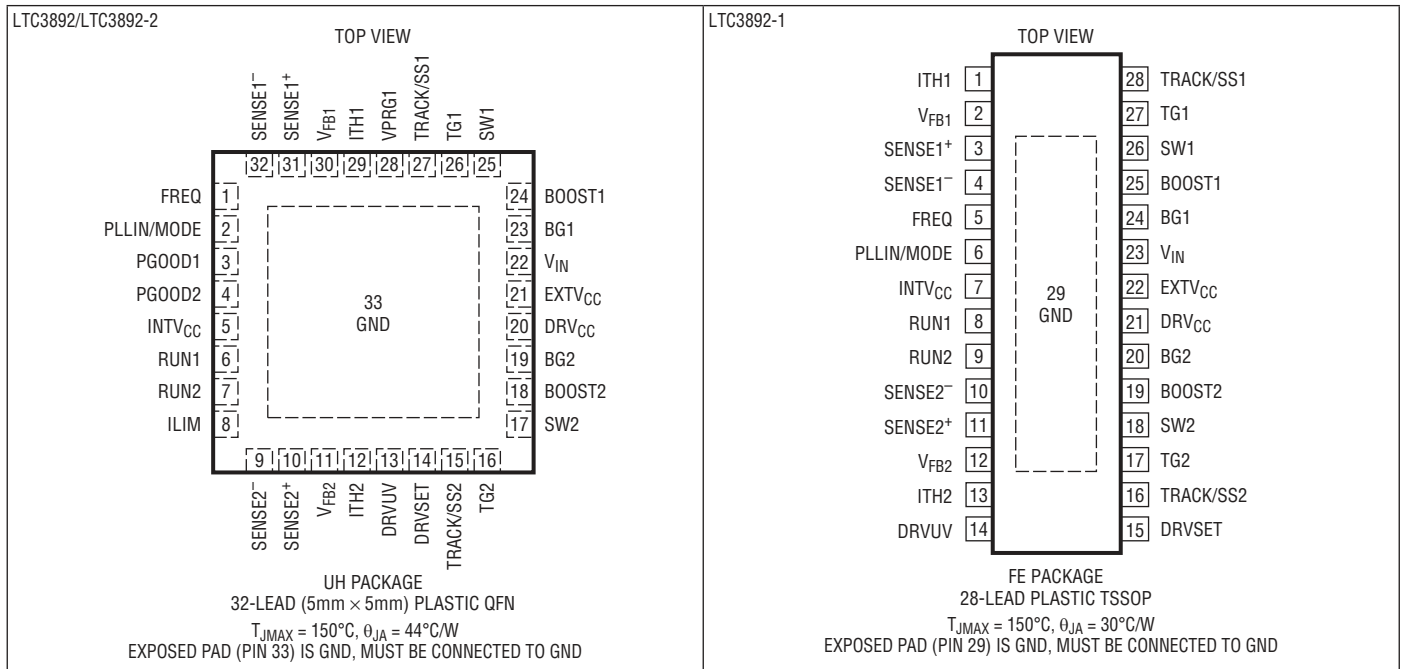 LTC3892/LTC3892-2
TOP VIEW
SENSE1⁻
SENSE1⁺
VFB1
ITH1
VPRG1
TRACK/SS1
TG1
SW1
32 31 30 29 28 27 26 25
FREQ 1
PLLIN/MODE 2
PGOOD1 3
PGOOD2 4
INTVCC 5
RUN1 6
RUN2 7
ILIM 8
33
GND
24 BOOST1
23 BG1
22 VIN
21 EXTVCC
20 DRVCC
19 BG2
18 BOOST2
17 SW2
9 10 11 12 13 14 15 16
SENSE2⁻
SENSE2⁺
VFB2
ITH2
DRVUV
DRVSET
TRACK/SS2
TG2
UH PACKAGE
32-LEAD (5mm × 5mm) PLASTIC QFN
TJMAX = 150°C, θJA = 44°C/W
EXPOSED PAD (PIN 33) IS GND, MUST BE CONNECTED TO GND
LTC3892-1
TOP VIEW
ITH1 1
VFB1 2
SENSE1⁺ 3
SENSE1⁻ 4
FREQ 5
PLLIN/MODE 6
INTVCC 7
RUN1 8
RUN2 9
SENSE2⁻ 10
SENSE2⁺ 11
VFB2 12
ITH2 13
DRVUV 14
29
GND
28 TRACK/SS1
27 TG1
26 SW1
25 BOOST1
24 BG1
23 VIN
22 EXTVCC
21 DRVCC
20 BG2
19 BOOST2
18 SW2
17 TG2
16 TRACK/SS2
15 DRVSET
FE PACKAGE
28-LEAD PLASTIC TSSOP
TJMAX = 150°C, θJA = 30°C/W
EXPOSED PAD (PIN 29) IS GND, MUST BE CONNECTED TO GND